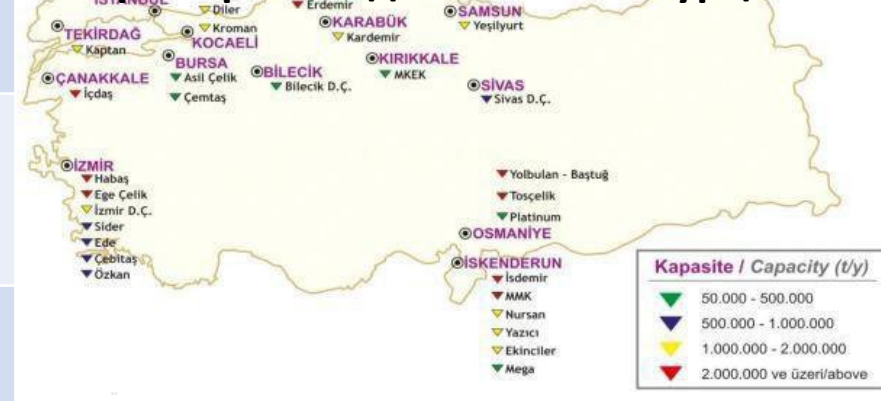 İSTANBUL
Diler
Erdemir
TEKİRDAĞ
Kaptan
Kroman
KOCAELİ
KARABÜK
Kardemir
SAMSUN
Yeşilyurt
ÇANAKKALE
İçdaş
BURSA
Asil Çelik
Çemtaş
BİLECİK
Bilecik D.Ç.
KIRIKKALE
MKEK
SİVAS
Sivas D.Ç.
İZMİR
Habaş
Ege Çelik
İzmir D.Ç.
Sider
Ede
Çebitaş
Özkan
Yolbulan - Baştuğ
Tosçelik
Platinum
OSMANİYE
İSKENDERUN
İsdemir
MMK
Nursan
Yazıcı
Ekinciler
Mega
Kapasite / Capacity (t/y)
50.000 - 500.000
500.000 - 1.000.000
1.000.000 - 2.000.000
2.000.000 ve üzeri/above